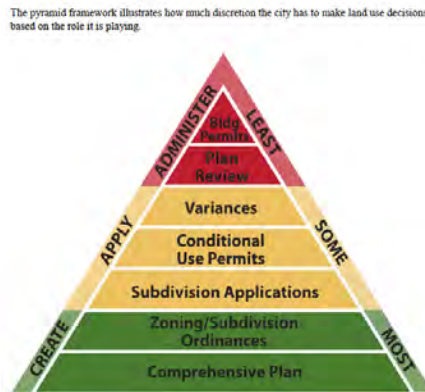 The pyramid framework illustrates how much discretion the city has to make land use decisions
based on the role it is playing.
ADMINISTER
LEAST
Bldg
Permits
Plan
Review
APPLY
SOME
Variances
Conditional
Use Permits
Subdivision Applications
CREATE
MOST
Zoning/Subdivision
Ordinances
Comprehensive Plan